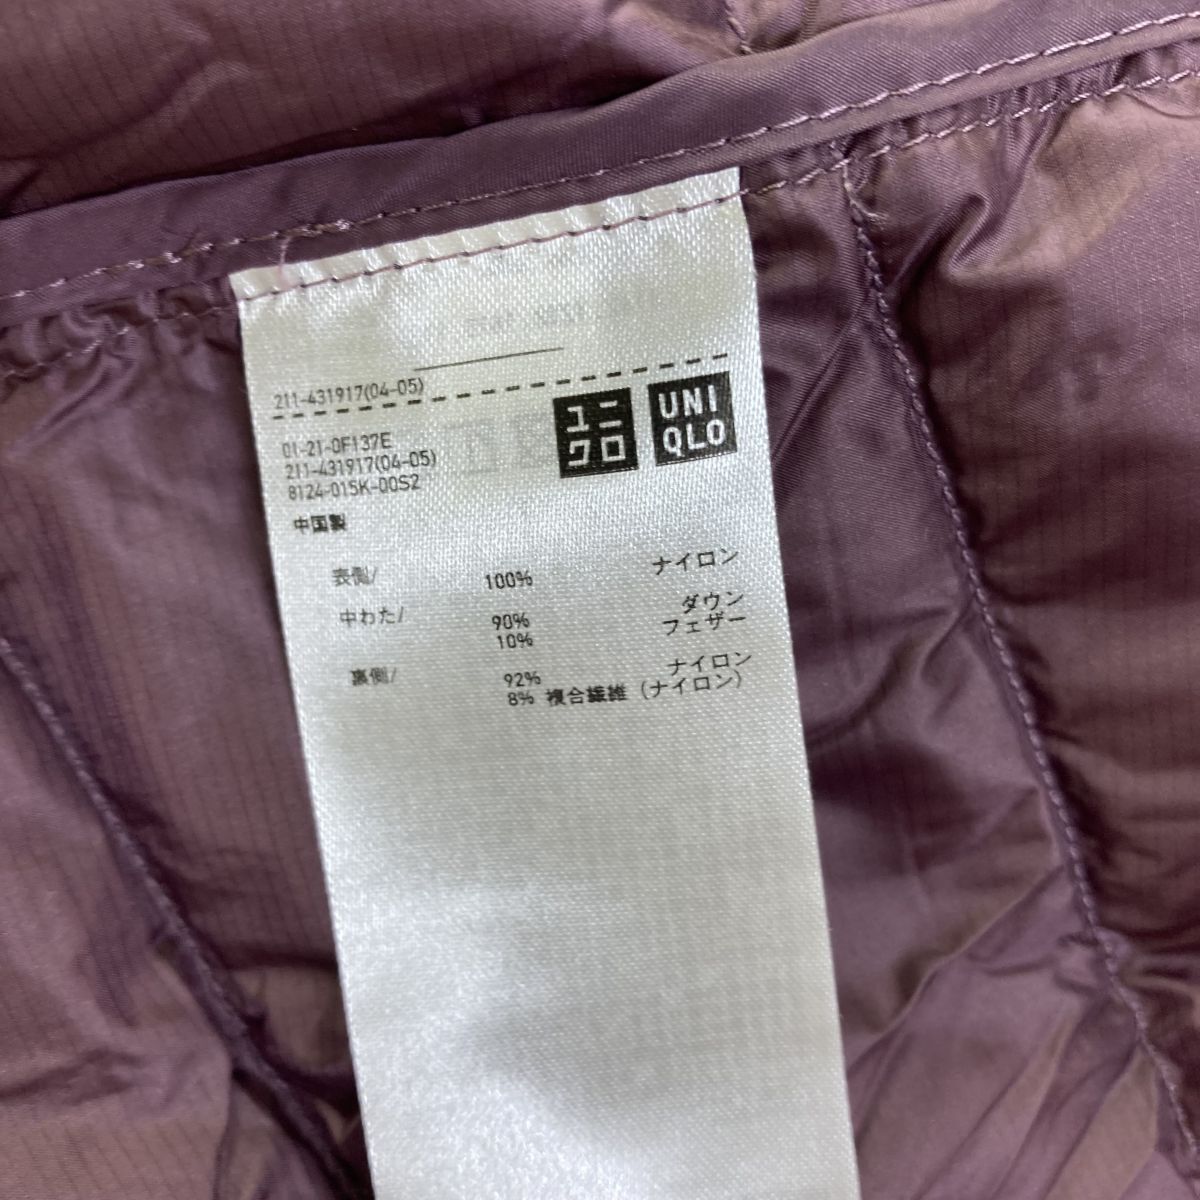 211-431917(04-05)
01-21-0F137E
211-431917(04-05)
8124-015K-00S2
中国製
ユニ
クロ
UNI
QLO
表側/ 100% ナイロン
中わた/ 90% ダウン
10% フェザー
裏側/ 92% ナイロン
8% 複合繊維（ナイロン）